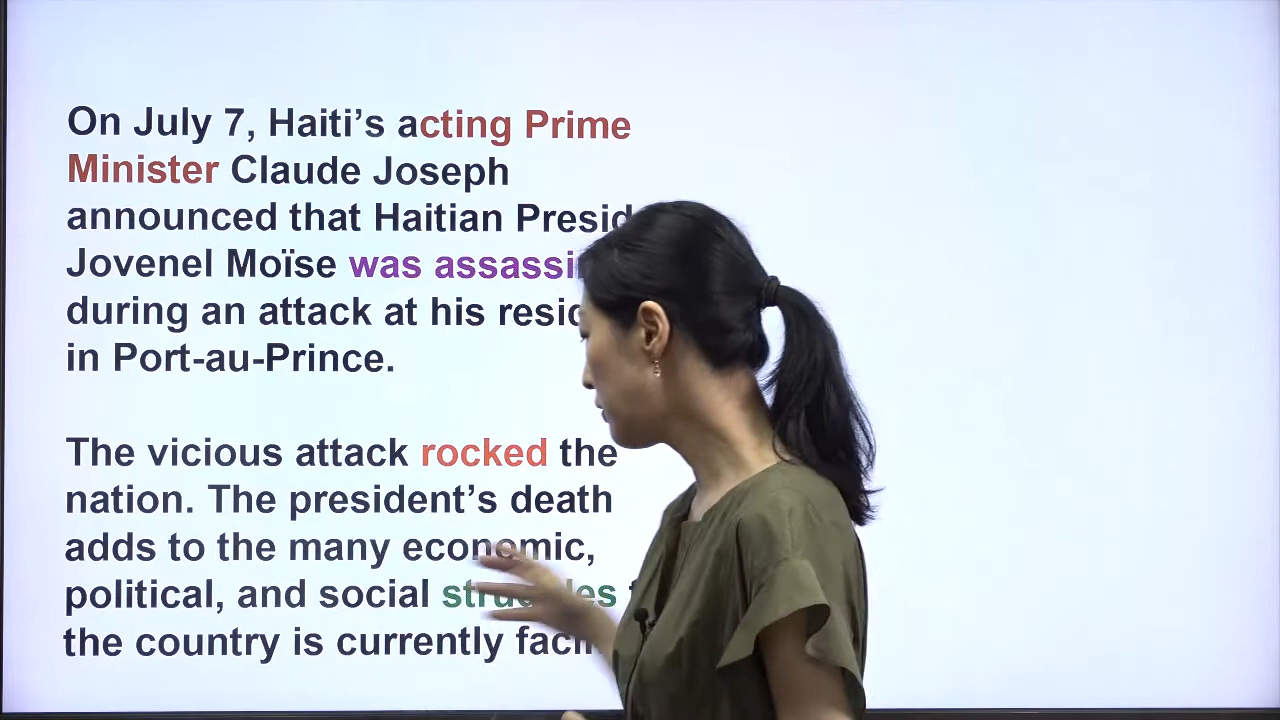 On July 7, Haiti’s acting Prime
Minister Claude Joseph
announced that Haitian Presid
Jovenel Moïse was assassi
during an attack at his resid
in Port-au-Prince.
The vicious attack rocked the
nation. The president’s death
adds to the many economic,
political, and social struggles
the country is currently faci